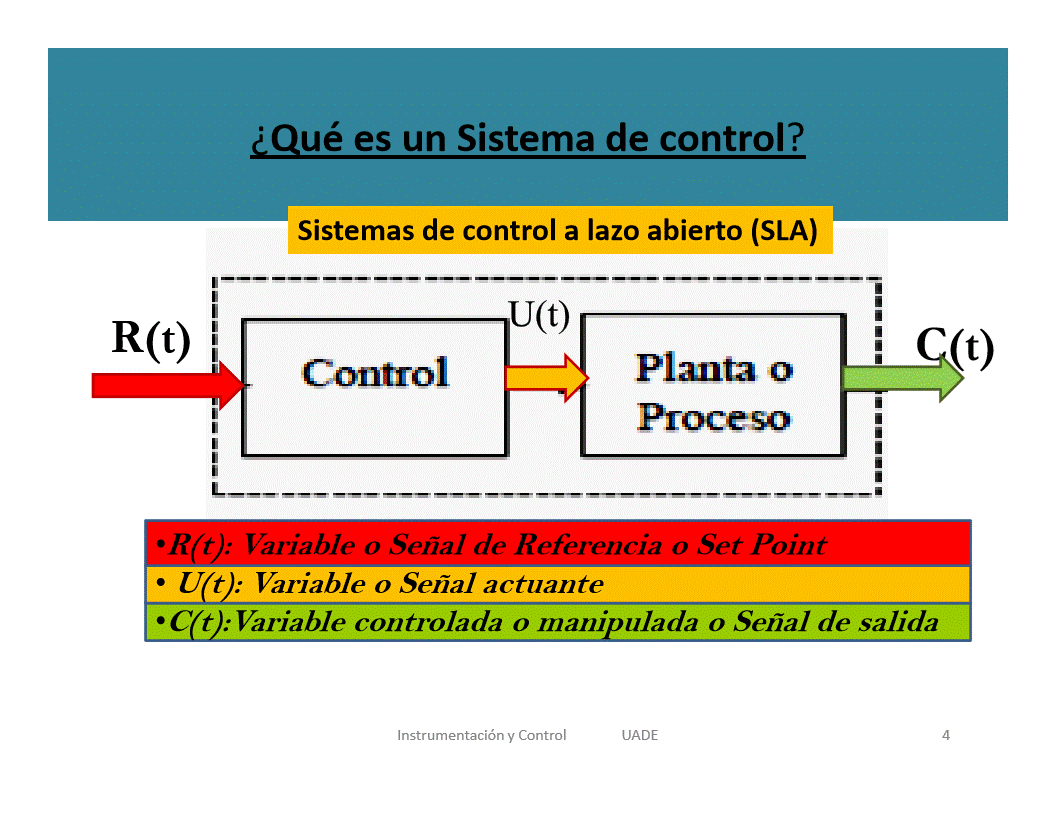 ¿Qué es un Sistema de control?
Sistemas de control a lazo abierto (SLA)
R(t)
Control
U(t)
Planta o
Proceso
C(t)
•R(t): Variable o Señal de Referencia o Set Point
• U(t): Variable o Señal actuante
•C(t):Variable controlada o manipulada o Señal de salida
Instrumentación y Control UADE 4